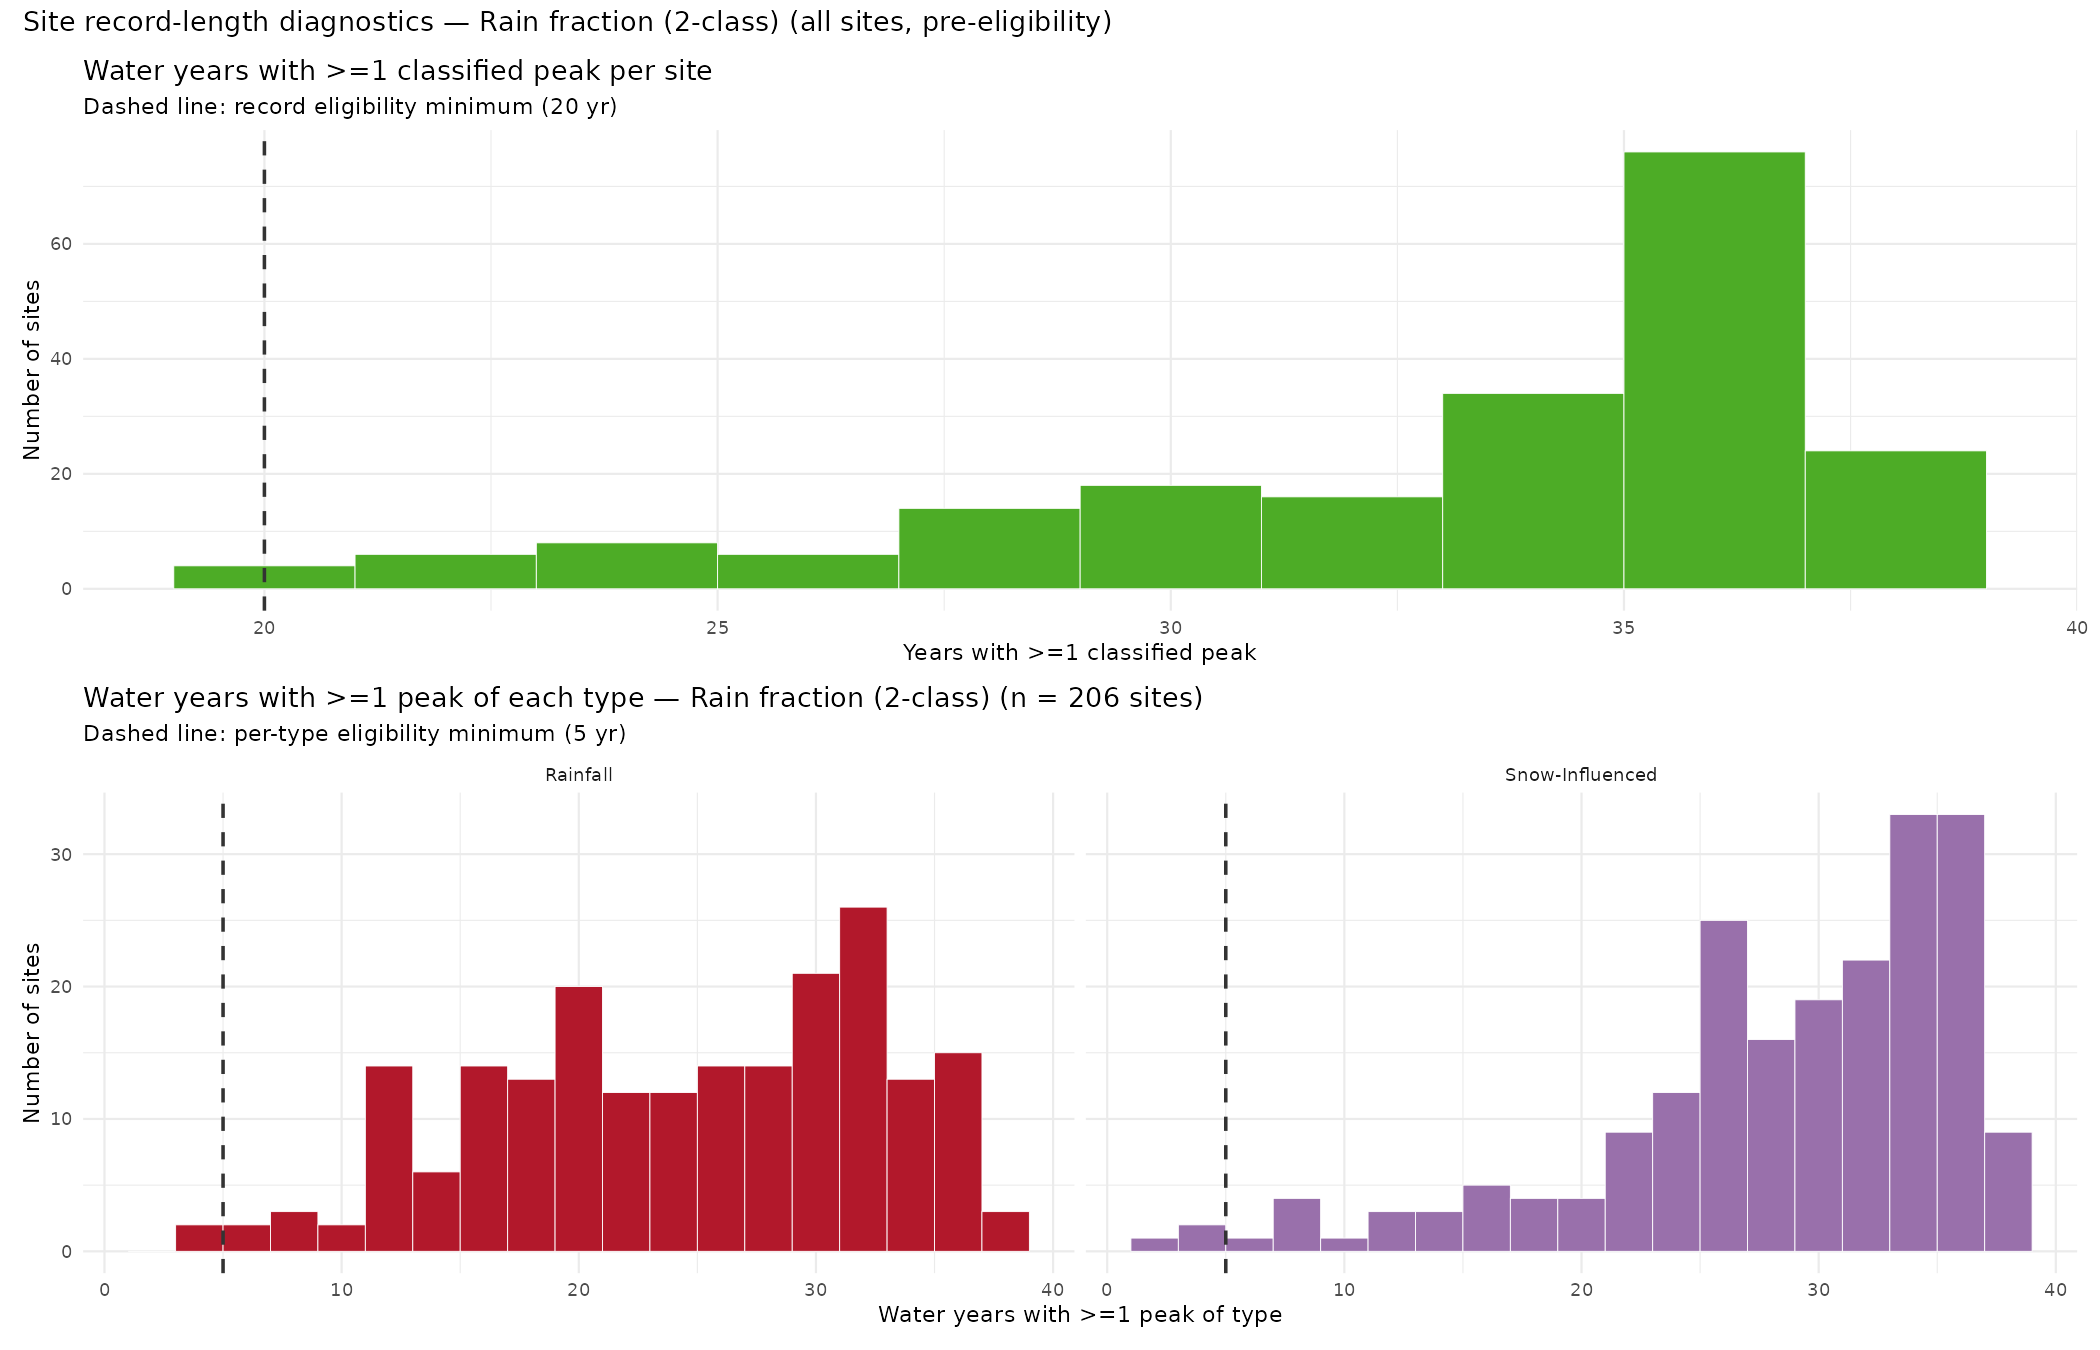 Site record-length diagnostics — Rain fraction (2-class) (all sites, pre-eligibility)
Water years with >=1 classified peak per site
Dashed line: record eligibility minimum (20 yr)
Number of sites
60
40
20
0
20 25 30 35 40
Years with >=1 classified peak
Water years with >=1 peak of each type — Rain fraction (2-class) (n = 206 sites)
Dashed line: per-type eligibility minimum (5 yr)
Rainfall Snow-Influenced
Number of sites
30
20
10
0
0 10 20 30 40 0 10 20 30 40
Water years with >=1 peak of type